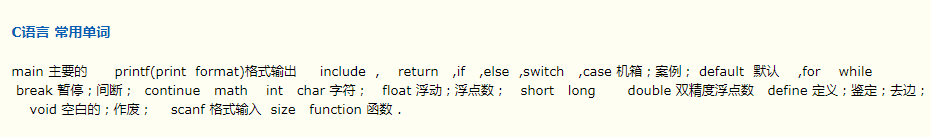 C语言 常用单词
main 主要的 printf(print format)格式输出 include , return ,if ,else ,switch ,case 机箱；案例； default 默认 ,for while
break 暂停；间断； continue math int char 字符； float 浮动；浮点数； short long double 双精度浮点数 define 定义；鉴定；去边；
void 空白的；作废； scanf 格式输入 size function 函数 .